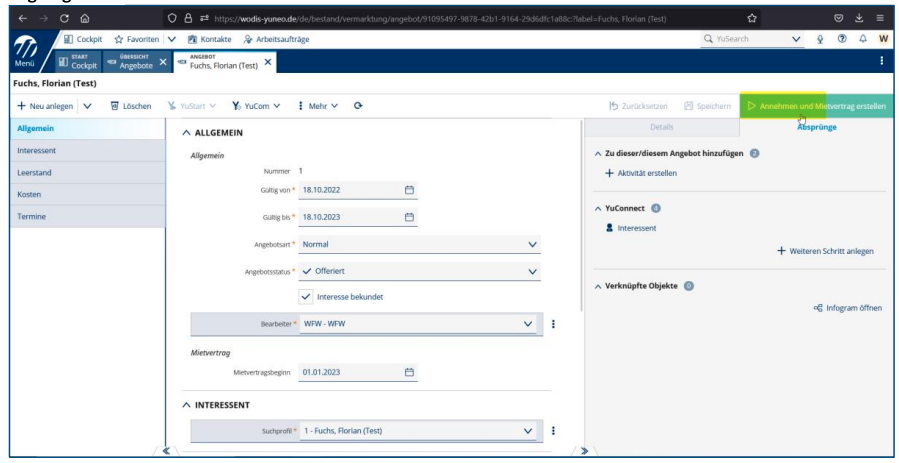 https://wodis-yuneo.de/de/bestand/vermarktung/angebot/91095497-9878-42b1-9164-29d6dfc1a88c?label=Fuchs, Florian (Test)
Cockpit Favoriten Kontakte Arbeitsaufträge YuSearch W
Menü START Cockpit ÜBERSICHT Angebote ANGEBOT Fuchs, Florian (Test)
Fuchs, Florian (Test)
Neu anlegen Löschen YuStart YuCom Mehr Zurücksetzen Speichern Annehmen und Mietvertrag erstellen
Allgemein
Interessent
Leerstand
Kosten
Termine
ALLGEMEIN
Allgemein
Nummer 1
Gültig von * 18.10.2022
Gültig bis * 18.10.2023
Angebotsart * Normal
Angebotsstatus * Offeriert
Interesse bekundet
Bearbeiter * WFW - WFW
Mietvertrag
Mietvertragsbeginn 01.01.2023
INTERESSENT
Suchprofil * 1 - Fuchs, Florian (Test)
Details Absprünge
Zu dieser/diesem Angebot hinzufügen 2
Aktivität erstellen
YuConnect 4
Interessent
Weiteren Schritt anlegen
Verknüpfte Objekte 0
Infogram öffnen